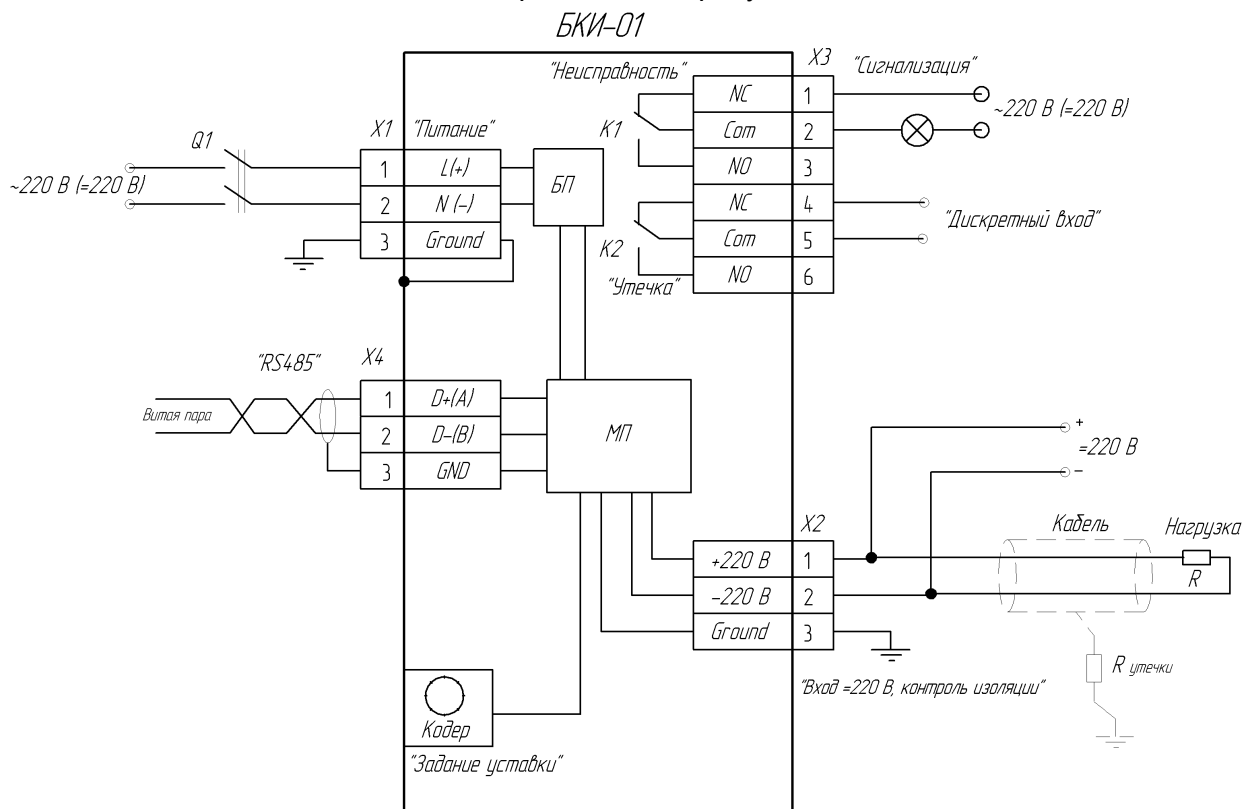 БКИ-01
X3
"Неисправность"
"Сигнализация"
NC 1
~220 В (=220 В)
K1
Com 2
NO 3
Q1
X1
"Питание"
1 L(+)
~220 В (=220 В)
2 N (-)
3 Ground
БП
NC 4
"Дискретный вход"
K2
Com 5
NO 6
"Утечка"
"RS485"
X4
Витая пара
1 D+(A)
2 D-(B)
3 GND
МП
+
=220 В
-
X2
Кабель
Нагрузка
+220 В 1
R
-220 В 2
Ground 3
R утечки
"Вход =220 В, контроль изоляции"
Кодер
"Задание уставки"